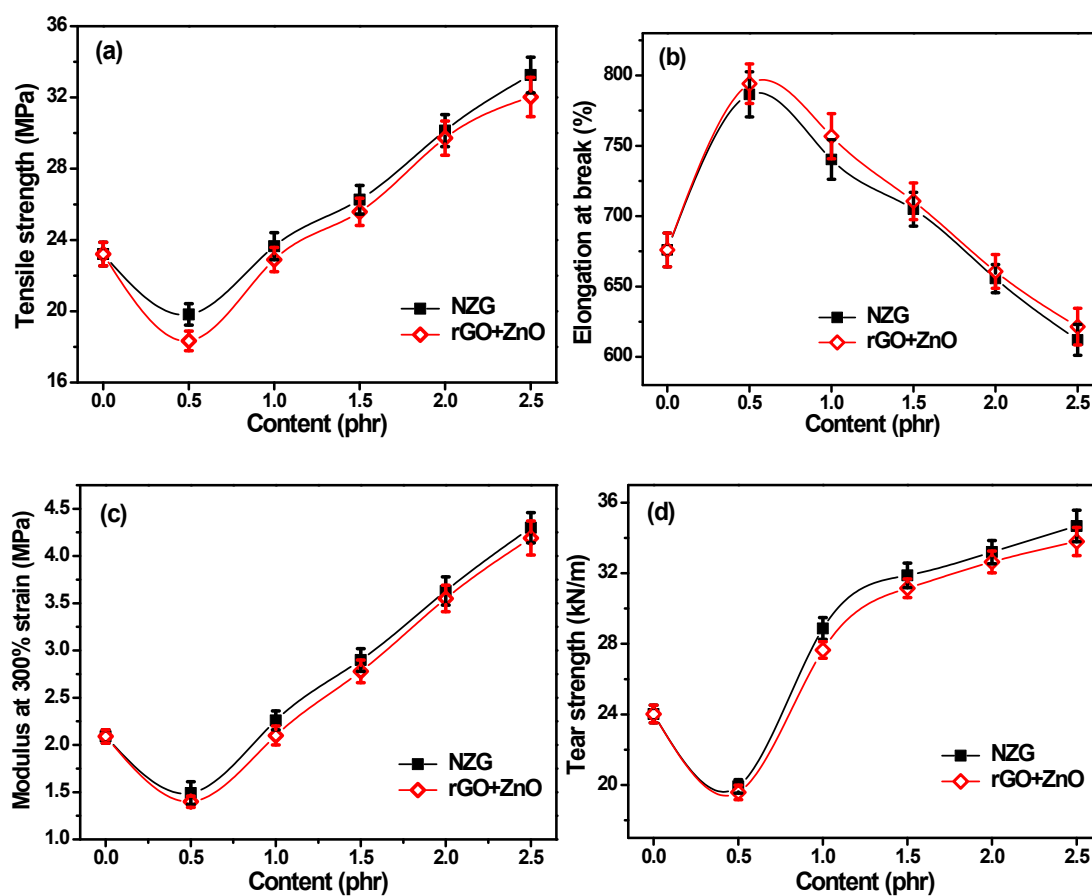 (a)
Tensile strength (MPa)
36
32
28
24
20
16
NZG
rGO+ZnO
0.0 0.5 1.0 1.5 2.0 2.5
Content (phr)
(b)
Elongation at break (%)
800
750
700
650
600
NZG
rGO+ZnO
0.0 0.5 1.0 1.5 2.0 2.5
Content (phr)
(c)
Modulus at 300% strain (MPa)
4.5
4.0
3.5
3.0
2.5
2.0
1.5
1.0
NZG
rGO+ZnO
0.0 0.5 1.0 1.5 2.0 2.5
Content (phr)
(d)
Tear strength (kN/m)
36
32
28
24
20
NZG
rGO+ZnO
0.0 0.5 1.0 1.5 2.0 2.5
Content (phr)